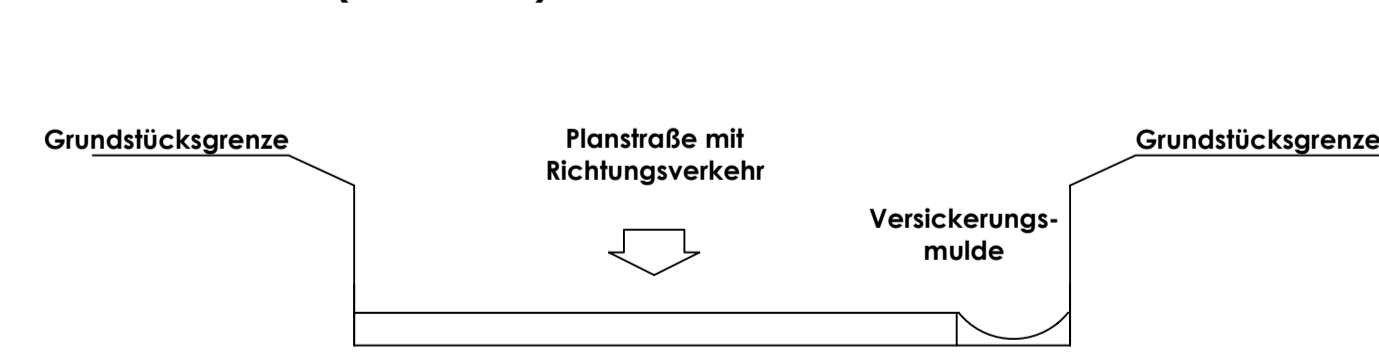 Grundstücksgrenze
Planstraße mit
Richtungsverkehr
Grundstücksgrenze
Versickerungs-
mulde